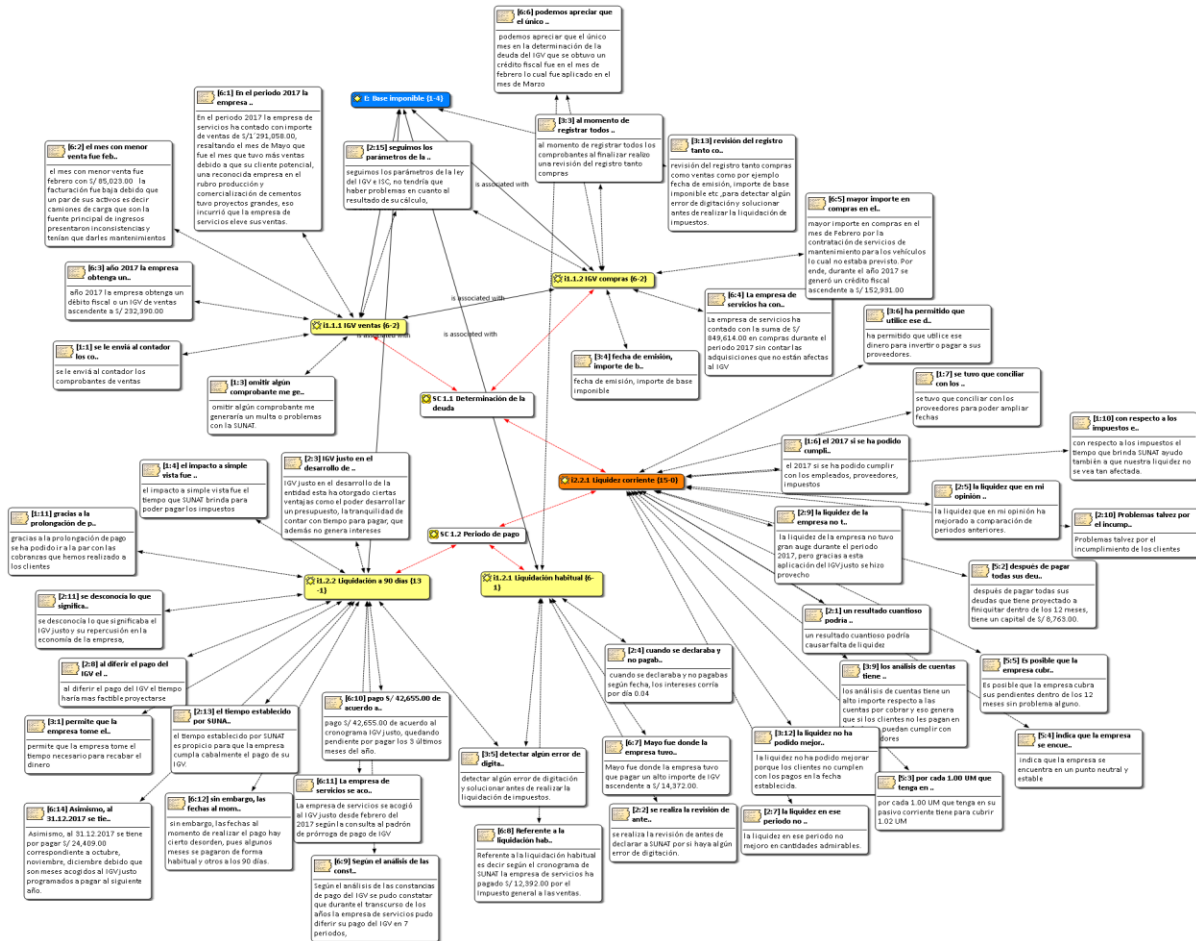 [6:6] podemos apreciar que
el único ..
podemos apreciar que el único
mes en la determinación de la
deuda del IGV que se obtuvo un
crédito fiscal fue en el mes de
febrero lo cual fue aplicado en el
mes de Marzo
[6:1] En el periodo 2017 la
empresa ..
En el periodo 2017 la empresa de
servicios ha contado con importe
de ventas de S/1´291,058.00,
resaltando el mes de Mayo que
fue el mes que tuvo más ventas
debido a que su cliente potencial,
una reconocida empresa en el
rubro producción y
comercialización de cementos
tuvo proyectos grandes, eso
incurrió que la empresa de
servicios eleve sus ventas.
E: Base imponible {1-4}
[6:2] el mes con menor
venta fue feb..
el mes con menor venta fue
febrero con S/ 85,023.00 la
facturación fue baja debido que
un par de sus activos es decir
camiones de carga que son la
fuente principal de ingresos
presentaron inconsistencias y
tenían que darles mantenimientos
[2:15] seguimos los
parámetros de la ..
seguimos los parámetros de la ley
del IGV e ISC, no tendría que
haber problemas en cuanto al
resultado de su cálculo,
[3:3] al momento de
registrar todos ..
al momento de registrar todos los
comprobantes al finalizar realizo
una revisión del registro tanto
compras
[3:13] revisión del registro
tanto co..
revisión del registro tanto compras
como ventas como por ejemplo
fecha de emisión, importe de base
imponible etc ,para detectar algún
error de digitación y solucionar
antes de realizar la liquidación de
impuestos.
is associated with
[6:5] mayor importe en
compras en el..
mayor importe en compras en el
mes de Febrero por la
contratación de servicios de
mantenimiento para los vehículos
lo cual no estaba previsto. Por
ende, durante el año 2017 se
generó un crédito fiscal
ascendente a S/ 152,931.00
[6:3] año 2017 la empresa
obtenga un..
año 2017 la empresa obtenga un
débito fiscal o un IGV de ventas
ascendente a S/ 232,390.00
i1.1.2 IGV compras {6-2}
is associated with
[6:4] La empresa de
servicios ha con..
La empresa de servicios ha
contado con la suma de S/
849,614.00 en compras durante
el periodo 2017 sin contar las
adquisiciones que no están afectas
al IGV
i1.1.1 IGV ventas {6-2}
is associated with
is associated with
[3:6] ha permitido que
utilice ese d..
ha permitido que utilice ese
dinero para invertir o pagar a sus
proveedores.
[1:1] se le enviá al contador
los co..
se le enviá al contador los
comprobantes de ventas
[3:4] fecha de emisión,
importe de b..
fecha de emisión, importe de base
imponible
[1:3] omitir algún
comprobante me ge..
omitir algún comprobante me
generaría un multa o problemas
con la SUNAT.
[1:7] se tuvo que conciliar
con los ..
se tuvo que conciliar con los
proveedores para poder ampliar
fechas
SC 1.1 Determinación de la
deuda
[1:10] con respecto a los
impuestos e..
con respecto a los impuestos el
tiempo que brinda SUNAT ayudo
también a que nuestra liquidez no
se vea tan afectada.
[1:6] el 2017 si se ha podido
cumpli..
el 2017 si se ha podido cumplir
con los empleados, proveedores,
impuestos
[1:4] el impacto a simple
vista fue ..
el impacto a simple vista fue el
tiempo que SUNAT brinda para
poder pagar los impuestos
[2:3] IGV justo en el
desarrollo de ..
IGV justo en el desarrollo de la
entidad esta ha otorgado ciertas
ventajas como el poder desarrollar
un presupuesto, la tranquilidad de
contar con tiempo para pagar, que
además no genera intereses
i2.2.1 Liquidez corriente {15-0}
[2:5] la liquidez que en mi
opinión ..
la liquidez que en mi opinión ha
mejorado a comparación de
periodos anteriores.
[1:11] gracias a la
prolongación de p..
gracias a la prolongación de pago
se ha podido ir a la par con las
cobranzas que hemos realizado a
los clientes
[2:9] la liquidez de la
empresa no t..
la liquidez de la empresa no tuvo
gran auge durante el periodo
2017, pero gracias a esta
aplicación del IGV justo se hizo
provecho
[2:10] Problemas talvez por
el incump..
Problemas talvez por el
incumplimiento de los clientes
SC 1.2 Periodo de pago
i1.2.2 Liquidación a 90 días {13
-1}
i1.2.1 Liquidación habitual {6-
1}
[5:2] después de pagar
todas sus deu..
después de pagar todas sus
deudas que tiene proyectado a
finiquitar dentro de los 12 meses,
tiene un capital de S/ 8,763.00.
[2:11] se desconocía lo que
significa..
se desconocía lo que significaba el
IGV justo y su repercusión en la
economía de la empresa,
[2:1] un resultado cuantioso
podría ..
un resultado cuantioso podría
causar falta de liquidez
[2:4] cuando se declaraba y
no pagab..
cuando se declaraba y no pagabas
según fecha, los intereses corría
por día 0.04
[2:8] al diferir el pago del
IGV el ..
al diferir el pago del IGV el tiempo
haría mas factible proyectarse
[5:5] Es posible que la
empresa cubr..
Es posible que la empresa cubra
sus pendientes dentro de los 12
meses sin problema alguno.
[3:9] los análisis de cuentas
tiene ..
los análisis de cuentas tiene un
alto importe respecto a las
cuentas por cobrar y eso genera
que si los clientes no les pagan en
puedan cumplir con
[6:10] pago S/ 42,655.00 de
acuerdo a..
pago S/ 42,655.00 de acuerdo al
cronograma IGV justo, quedando
pendiente por pagar los 3 últimos
meses del año.
[2:13] el tiempo establecido
por SUNA..
el tiempo establecido por SUNAT
es propicio para que la empresa
cumpla cabalmente el pago de su
IGV.
[3:1] permite que la
empresa tome el..
permite que la empresa tome el
tiempo necesario para recabar el
dinero
[3:12] la liquidez no ha
podido mejor..
la liquidez no ha podido mejorar
porque los clientes no cumplen
con los pagos en la fecha
establecida.
[5:4] indica que la empresa
se encue..
indica que la empresa se
encuentra en un punto neutral y
estable
[6:7] Mayo fue donde la
empresa tuvo..
Mayo fue donde la empresa tuvo
que pagar un alto importe de IGV
ascendente a S/ 14,372.00.
[3:5] detectar algún error de
digita..
detectar algún error de digitación
y solucionar antes de realizar la
liquidación de impuestos.
[5:3] por cada 1.00 UM que
tenga en ..
por cada 1.00 UM que tenga en su
pasivo corriente tiene para cubrir
1.02 UM
[6:11] La empresa de
servicios se aco..
La empresa de servicios se acogió
al IGV justo desde febrero del
2017 según la consulta al padrón
de prórroga de pago de IGV
[6:12] sin embargo, las
fechas al mom..
sin embargo, las fechas al
momento de realizar el pago hay
cierto desorden, pues algunos
meses se pagaron de forma
habitual y otros a los 90 días.
[6:14] Asimismo, al
31.12.2017 se tie..
Asimismo, al 31.12.2017 se tiene
por pagar S/ 24,489.00
correspondiente a octubre,
noviembre, diciembre debido que
son meses acogidos al IGV justo
programados a pagar al siguiente
año.
[2:2] se realiza la revisión de
ante..
se realiza la revisión de antes de
declarar a SUNAT por si haya algún
error de digitación.
[2:7] la liquidez en ese
periodo no ..
la liquidez en ese periodo no
mejoro en cantidades admirables.
[6:8] Referente a la
liquidación hab..
Referente a la liquidación habitual
es decir según el cronograma de
SUNAT la empresa de servicios ha
pagado S/ 12,392.00 por el
Impuesto general a las ventas.
[6:9] Según el análisis de las
const..
Según el análisis de las constancias
de pago del IGV se pudo constatar
que durante el transcurso de los
años la empresa de servicios pudo
diferir su pago del IGV en 7
periodos,